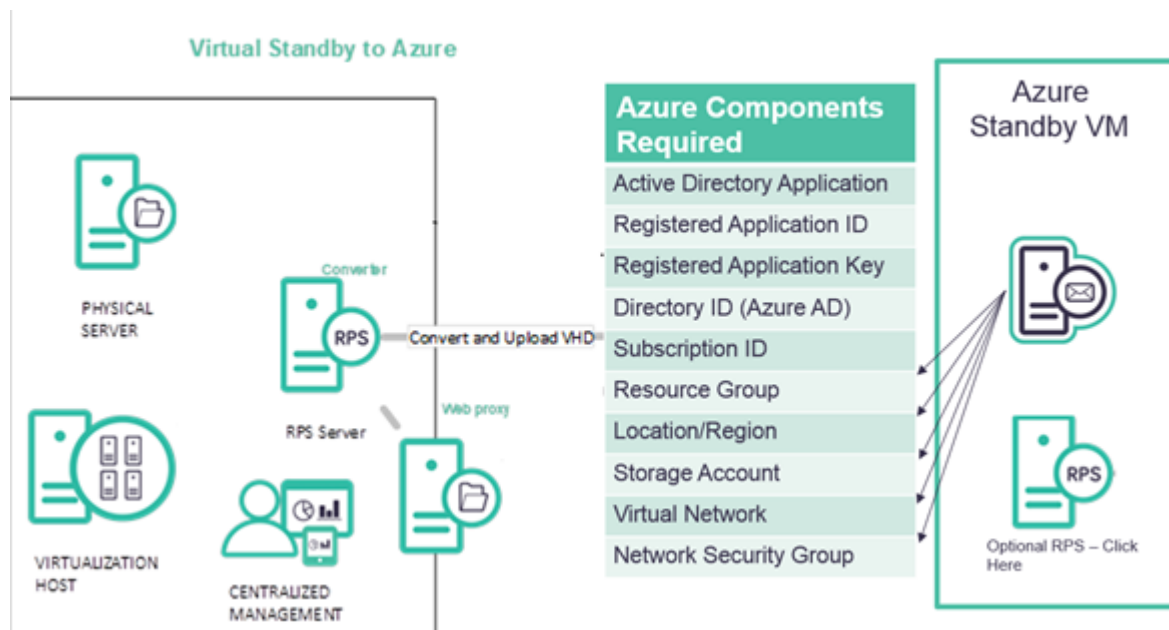 Virtual Standby to Azure
PHYSICAL
SERVER
VIRTUALIZATION
HOST
Converter
RPS
RPS Server
Convert and Upload VHD
Web proxy
CENTRALIZED
MANAGEMENT
Azure Components
Required
Active Directory Application
Registered Application ID
Registered Application Key
Directory ID (Azure AD)
Subscription ID
Resource Group
Location/Region
Storage Account
Virtual Network
Network Security Group
Azure
Standby VM
RPS
Optional RPS – Click
Here